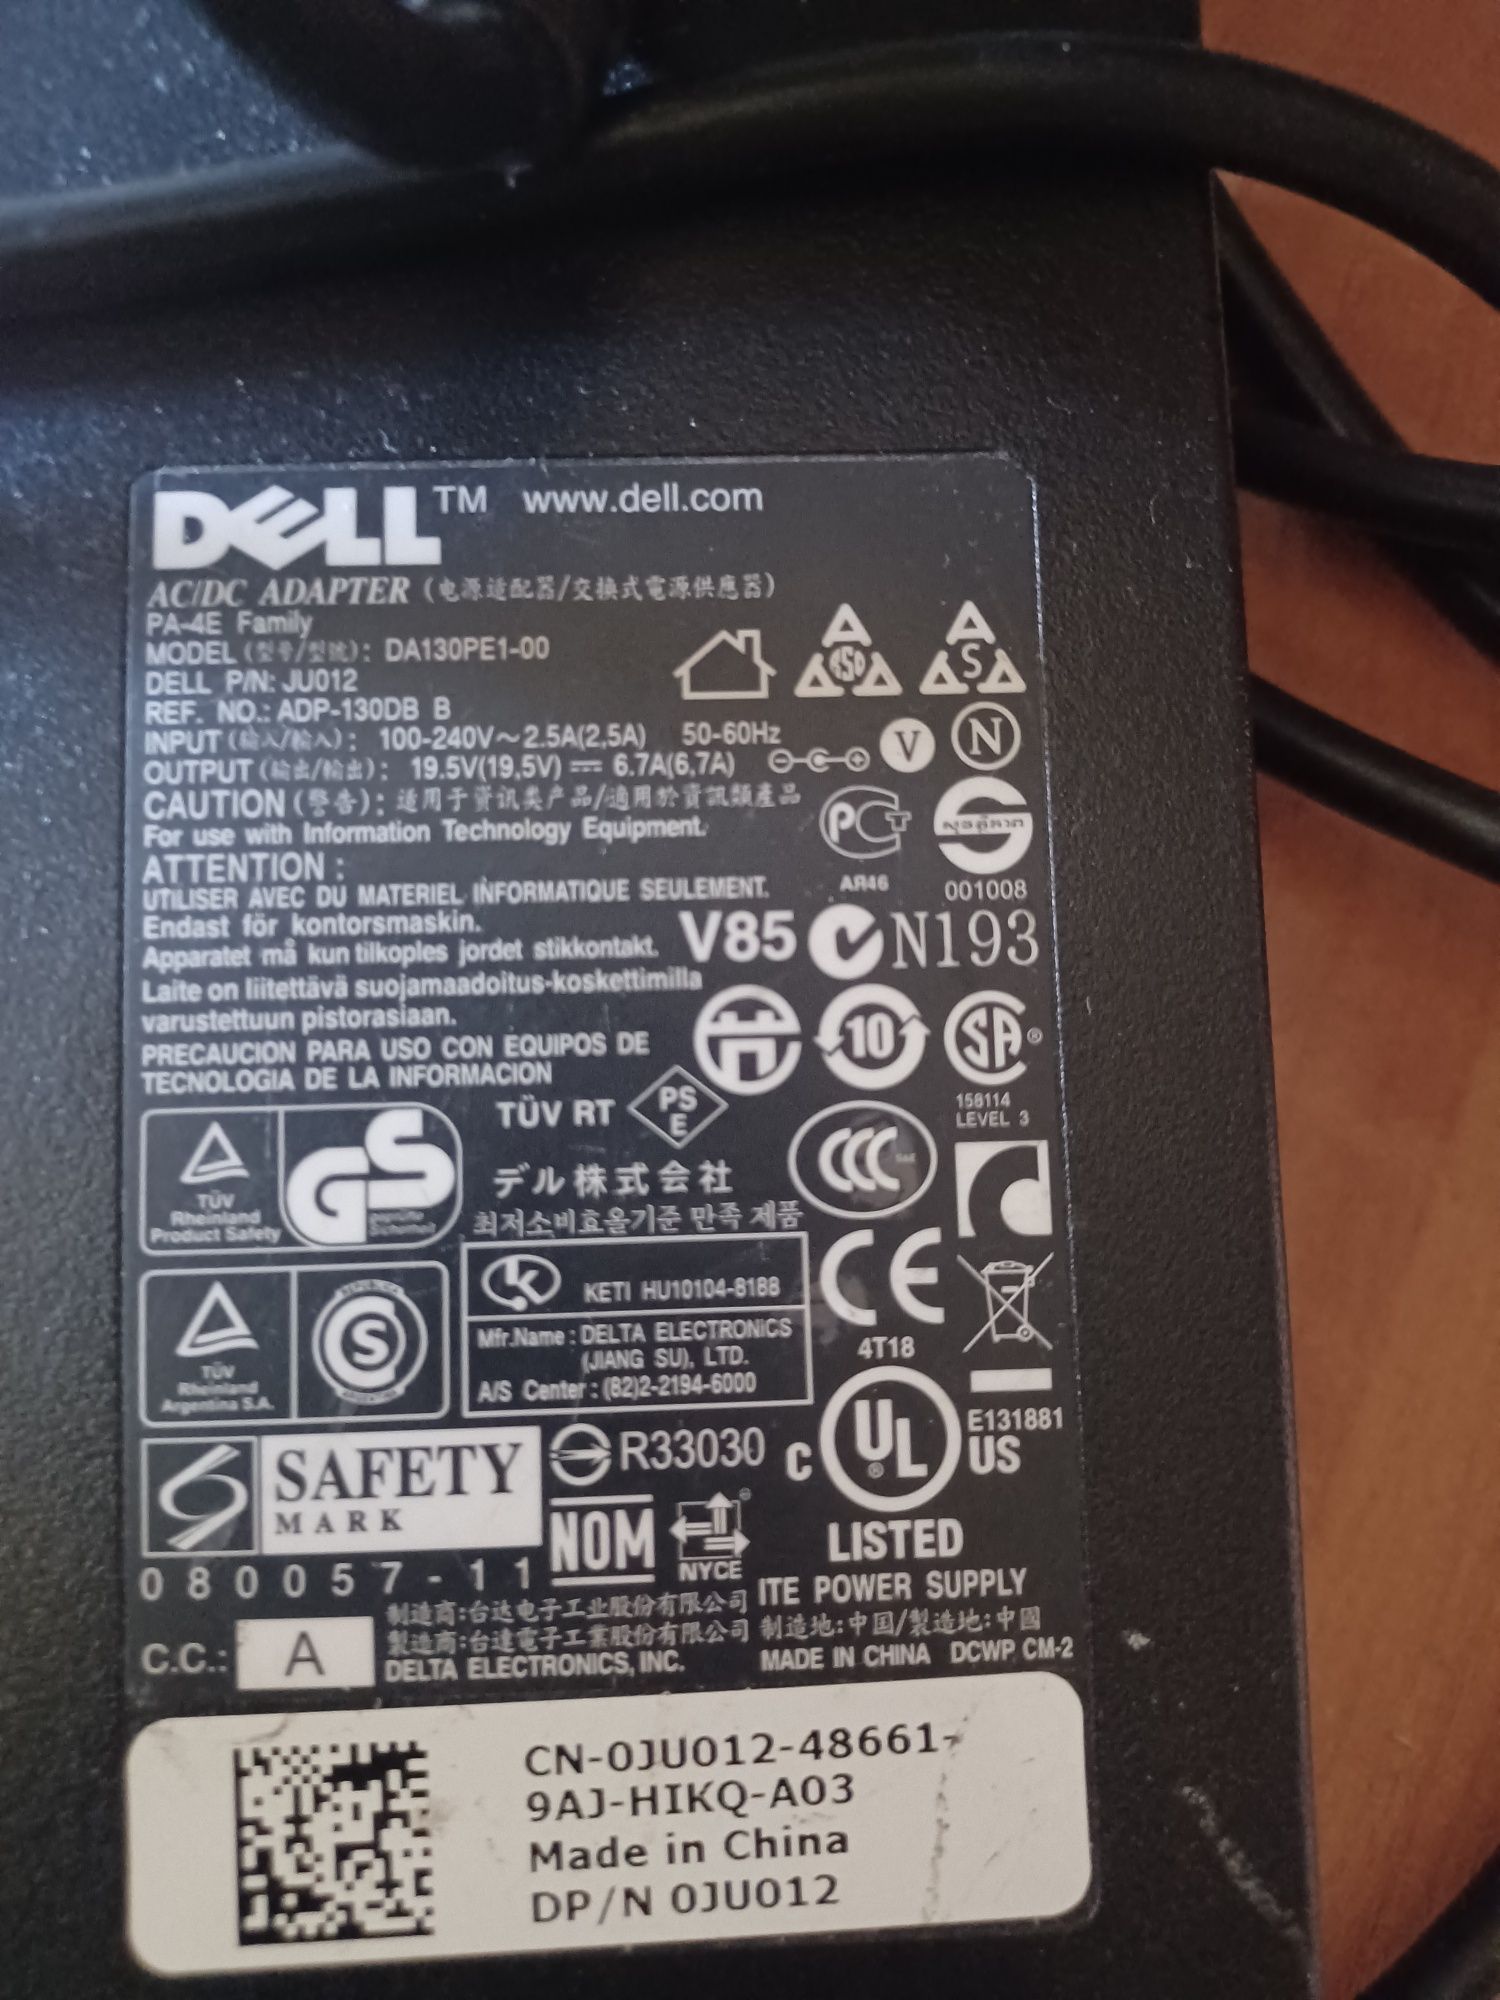 DELL™ www.dell.com
AC/DC ADAPTER (电源适配器/交換式電源供應器)
PA-4E Family
MODEL (型号/型號): DA130PE1-00
DELL P/N: JU012
REF. NO.: ADP-130DB B
INPUT (输入/輸入): 100-240V~2.5A(2,5A) 50-60Hz
OUTPUT (输出/輸出): 19.5V(19,5V) ⎓ 6.7A(6,7A)
V N
CAUTION (警告): 适用于资讯类产品/適用於資訊類產品
For use with Information Technology Equipment.
PCT
AR46
001008
ATTENTION :
UTILISER AVEC DU MATERIEL INFORMATIQUE SEULEMENT.
Endast för kontorsmaskin.
Apparatet må kun tilkoples jordet stikkontakt.
V85 N193
Laite on liitettävä suojamaadoitus-koskettimilla
varustettuun pistorasiaan.
PRECAUCION PARA USO CON EQUIPOS DE
TECNOLOGIA DE LA INFORMACION
10
SA®
158114
LEVEL 3
TÜV RT
PS
E
TÜV
Rheinland
Product Safety
GS
geprüfte
Sicherheit
デル株式会社
최저소비효율기준 만족 제품
CCC
S&E
KETI HU10104-8188
Mfr.Name : DELTA ELECTRONICS
(JIANG SU), LTD.
A/S Center : (82)2-2194-6000
CE
4T18
TÜV
Rheinland
Argentina S.A.
S
SAFETY
MARK
080057-11
R33030
NOM
NYCE
c UL® US
E131881
LISTED
ITE POWER SUPPLY
C.C.: A
制造商:台达电子工业股份有限公司 制造地:中国/製造地:中國
製造商:台達電子工業股份有限公司
DELTA ELECTRONICS, INC. MADE IN CHINA DCWP CM-2
CN-0JU012-48661-
9AJ-HIKQ-A03
Made in China
DP/N 0JU012